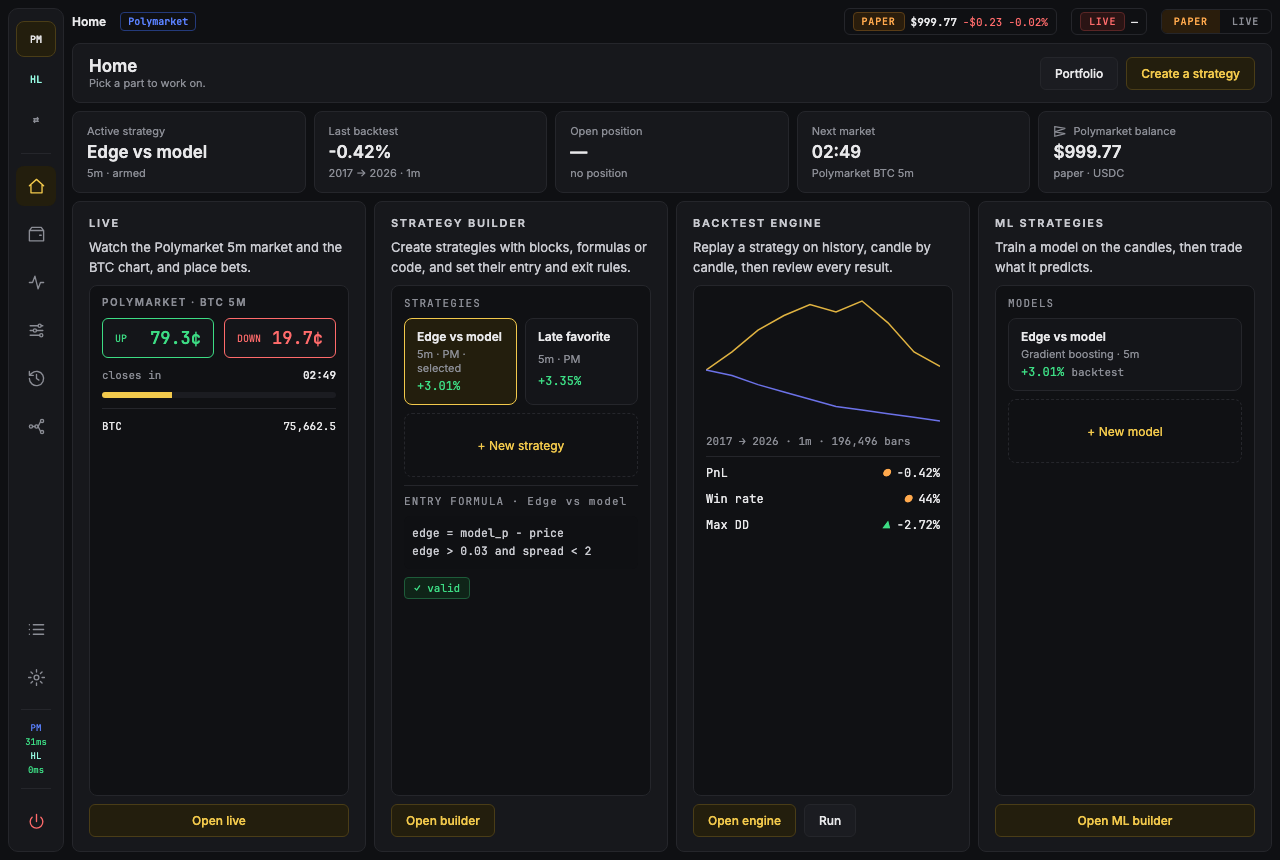 PM
HL
Home
Polymarket
PAPER $999.77 -$0.23 -0.02%
LIVE —
PAPER LIVE
Home
Pick a part to work on.
Portfolio
Create a strategy
Active strategy
Edge vs model
5m · armed
Last backtest
-0.42%
2017 → 2026 · 1m
Open position
—
no position
Next market
02:49
Polymarket BTC 5m
Polymarket balance
$999.77
paper · USDC
LIVE
Watch the Polymarket 5m market and the
BTC chart, and place bets.
POLYMARKET · BTC 5M
UP 79.3¢
DOWN 19.7¢
closes in 02:49
BTC 75,662.5
Open live
STRATEGY BUILDER
Create strategies with blocks, formulas or
code, and set their entry and exit rules.
STRATEGIES
Edge vs model
5m · PM ·
selected
+3.01%
Late favorite
5m · PM
+3.35%
+ New strategy
ENTRY FORMULA · Edge vs model
edge = model_p - price
edge > 0.03 and spread < 2
✓ valid
Open builder
BACKTEST ENGINE
Replay a strategy on history, candle by
candle, then review every result.
2017 → 2026 · 1m · 196,496 bars
PnL -0.42%
Win rate 44%
Max DD -2.72%
Open engine
Run
ML STRATEGIES
Train a model on the candles, then trade
what it predicts.
MODELS
Edge vs model
Gradient boosting · 5m
+3.01% backtest
+ New model
Open ML builder
PM
31ms
HL
0ms